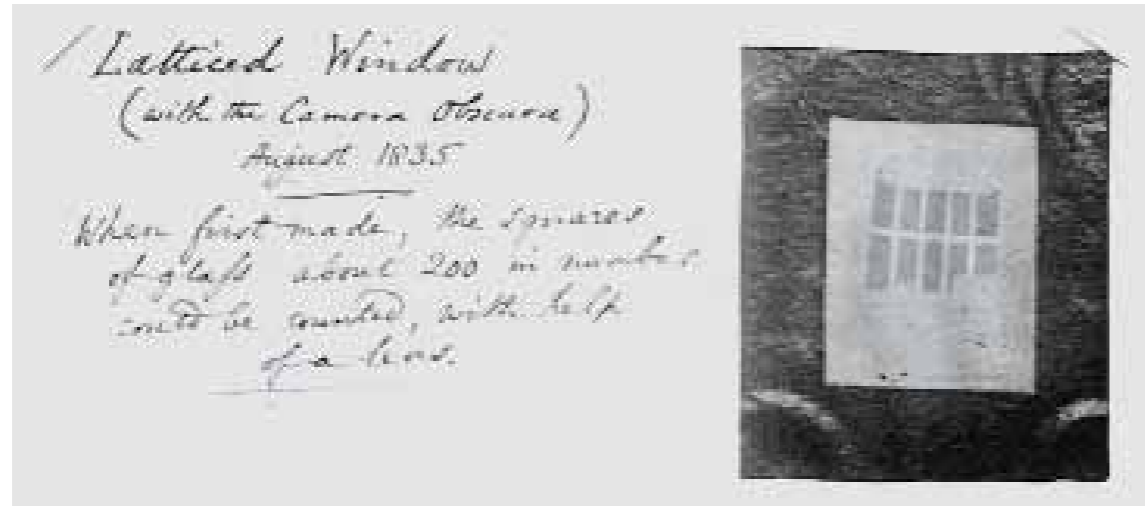 Latticed Window
(with the Camera Obscura)
August 1835
When first made, the squares
of glass about 200 in number
could be counted, with help
of a lens.